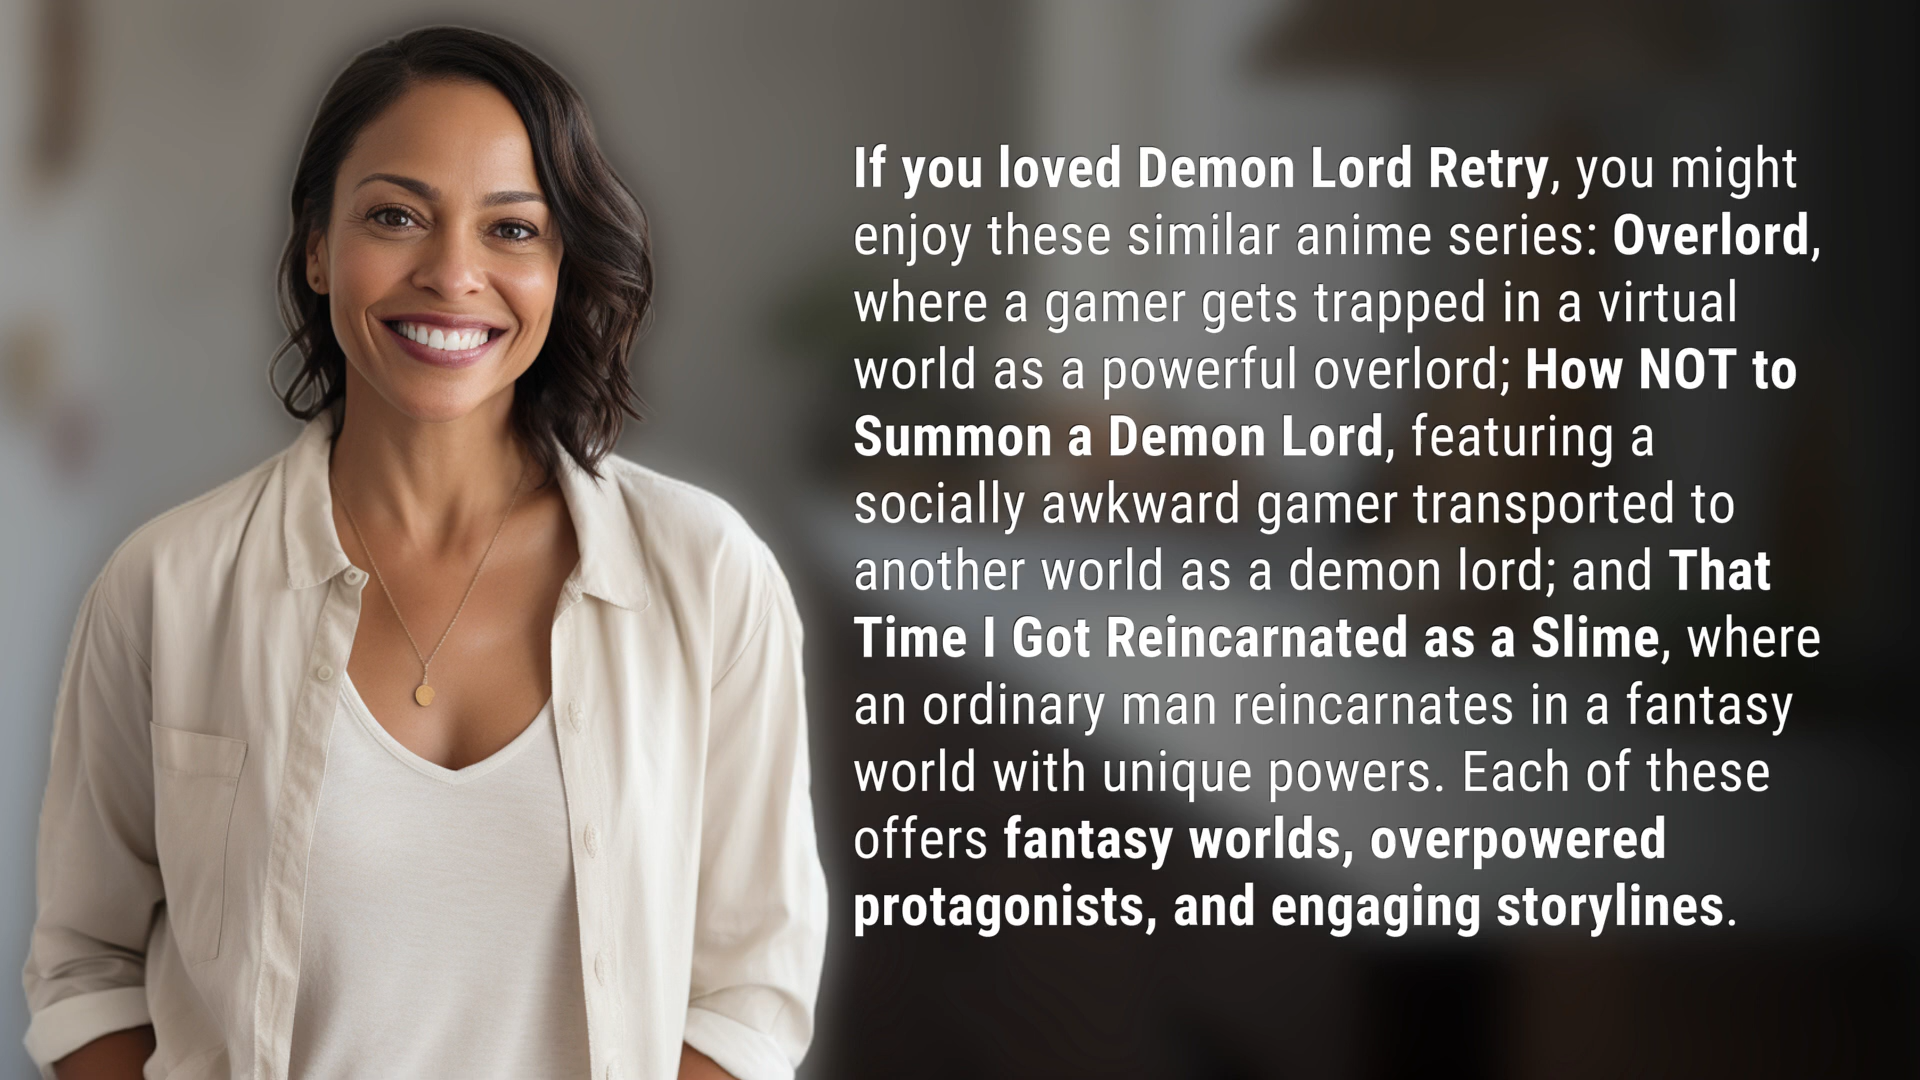 If you loved Demon Lord Retry, you might
enjoy these similar anime series: Overlord,
where a gamer gets trapped in a virtual
world as a powerful overlord; How NOT to
Summon a Demon Lord, featuring a
socially awkward gamer transported to
another world as a demon lord; and That
Time I Got Reincarnated as a Slime, where
an ordinary man reincarnates in a fantasy
world with unique powers. Each of these
offers fantasy worlds, overpowered
protagonists, and engaging storylines.